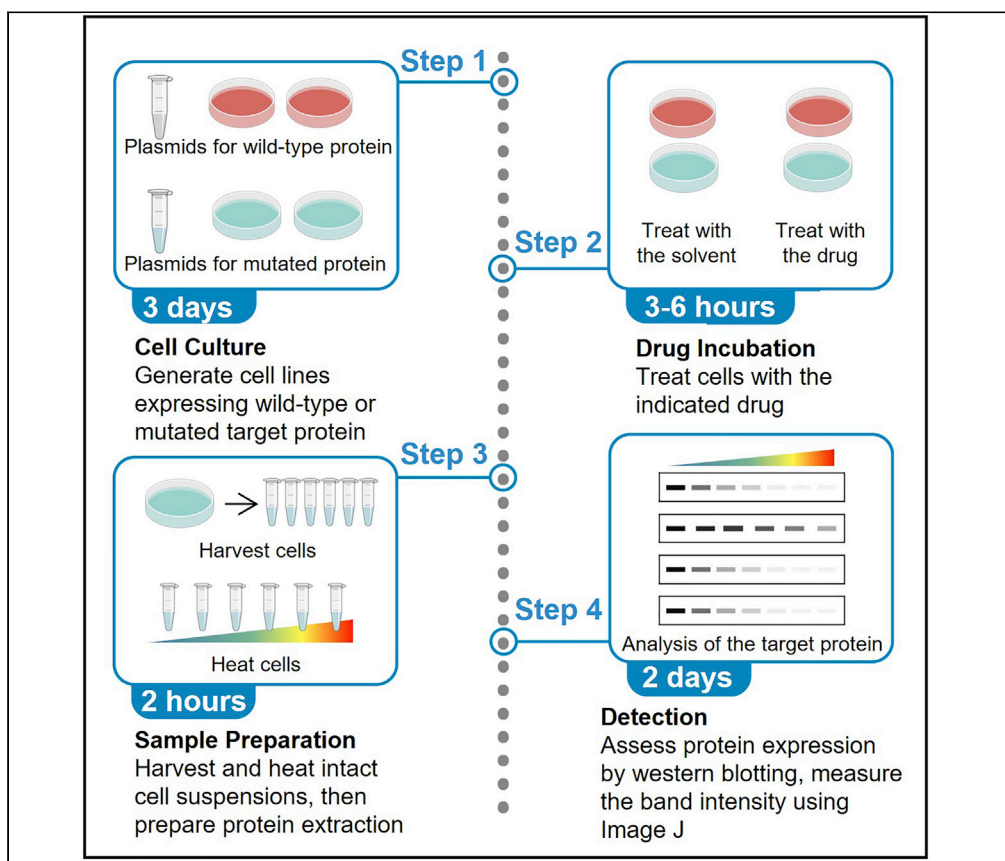 Step 1
Plasmids for wild-type protein
Plasmids for mutated protein
3 days
Cell Culture
Generate cell lines
expressing wild-type or
mutated target protein
Step 2
Treat with
the solvent
Treat with
the drug
3-6 hours
Drug Incubation
Treat cells with the
indicated drug
Step 3
Harvest cells
Heat cells
2 hours
Sample Preparation
Harvest and heat intact
cell suspensions, then
prepare protein extraction
Step 4
Analysis of the target protein
2 days
Detection
Assess protein expression
by western blotting, measure
the band intensity using
Image J